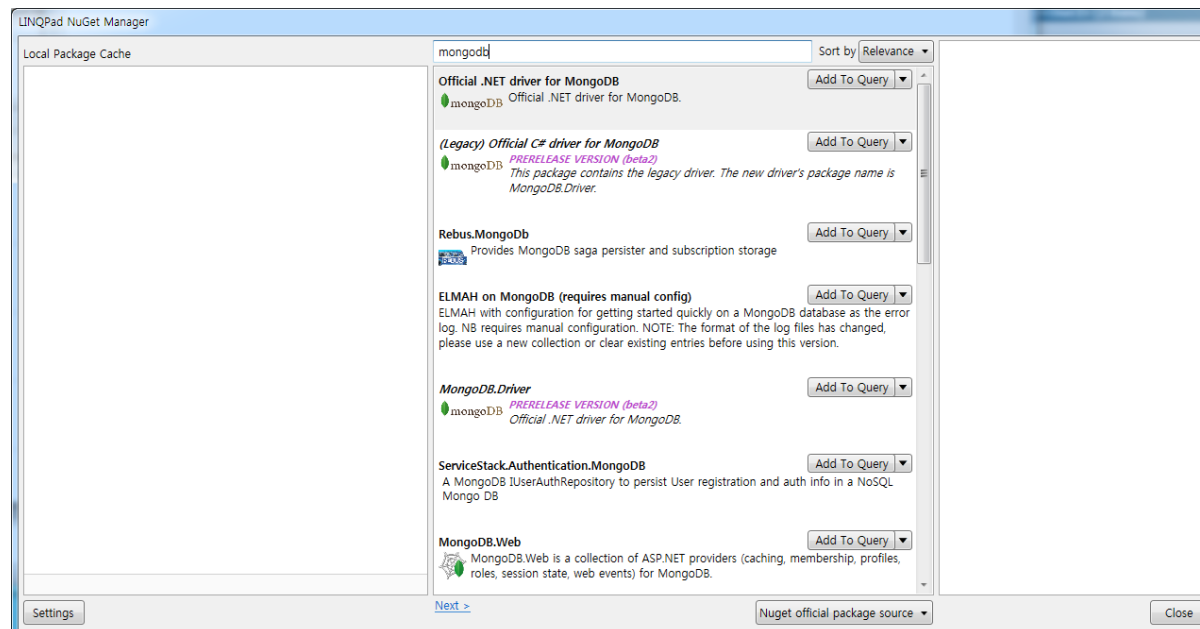 LINQPad NuGet Manager
Local Package Cache
mongodb
Sort by Relevance
Official .NET driver for MongoDB
Add To Query
mongoDB Official .NET driver for MongoDB.
(Legacy) Official C# driver for MongoDB
Add To Query
mongoDB PRERELEASE VERSION (beta2)
This package contains the legacy driver. The new driver's package name is
MongoDB.Driver.
Rebus.MongoDb
Add To Query
REBUS Provides MongoDB saga persister and subscription storage
ELMAH on MongoDB (requires manual config)
Add To Query
ELMAH with configuration for getting started quickly on a MongoDB database as the error
log. NB requires manual configuration. NOTE: The format of the log files has changed,
please use a new collection or clear existing entries before using this version.
MongoDB.Driver
Add To Query
mongoDB PRERELEASE VERSION (beta2)
Official .NET driver for MongoDB.
ServiceStack.Authentication.MongoDB
Add To Query
A MongoDB IUserAuthRepository to persist User registration and auth info in a NoSQL
Mongo DB
MongoDB.Web
Add To Query
MongoDB.Web is a collection of ASP.NET providers (caching, membership, profiles,
roles, session state, web events) for MongoDB.
Settings
Next >
Nuget official package source
Close